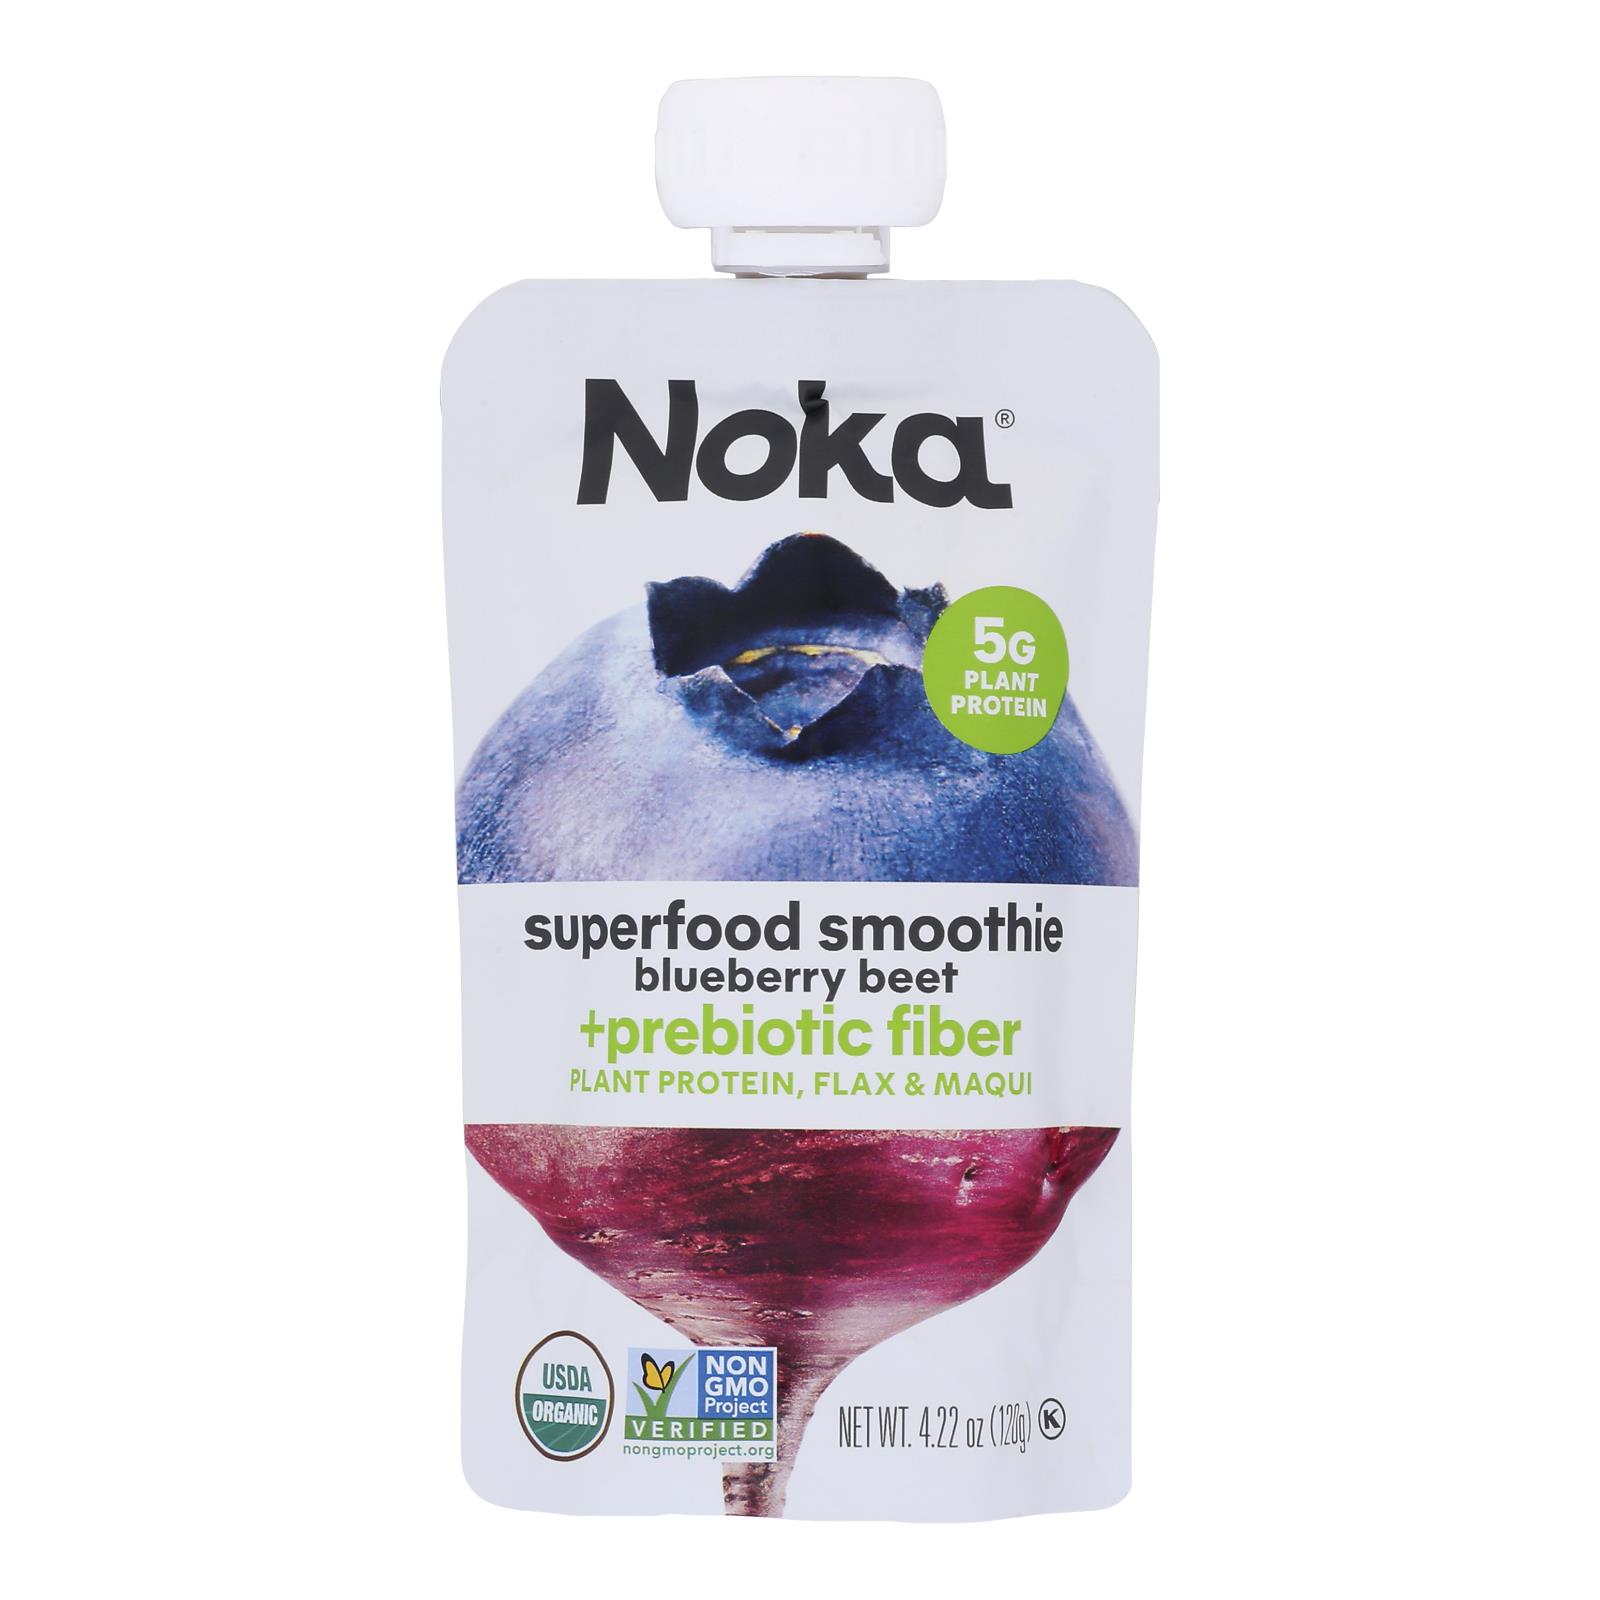 Noka®
5G
PLANT
PROTEIN
superfood smoothie
blueberry beet
+prebiotic fiber
PLANT PROTEIN, FLAX & MAQUI
USDA
ORGANIC
NON
GMO
Project
VERIFIED
nongmoproject.org
NET WT. 4.22 oz (120g) K